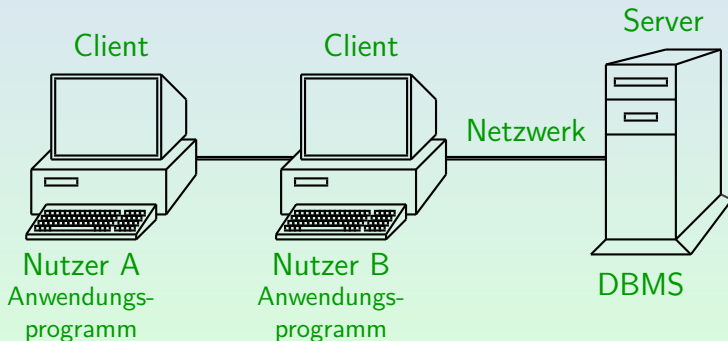 Client
Client
Server
Netzwerk
Nutzer A
Anwendungs-
programm
Nutzer B
Anwendungs-
programm
DBMS